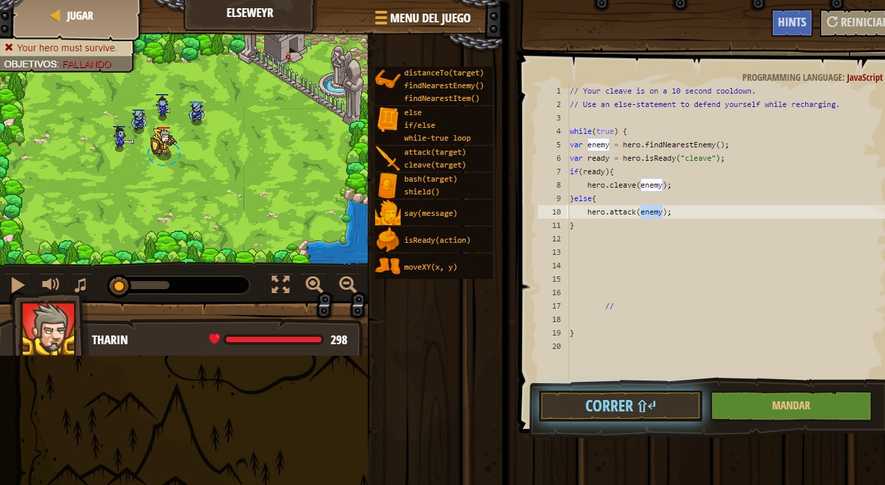 JUGAR
ELSEWEYR
MENU DEL JUEGO
HINTS
REINICIA
Your hero must survive.
OBJETIVOS: FALLANDO
distanceTo(target)
findNearestEnemy()
findNearestItem()
else
if/else
while-true loop
attack(target)
cleave(target)
bash(target)
shield()
say(message)
isReady(action)
moveXY(x, y)
THARIN
298
PROGRAMMING LANGUAGE: JavaScript
1 // Your cleave is on a 10 second cooldown.
2 // Use an else-statement to defend yourself while recharging.
3
4 while(true) {
5 var enemy = hero.findNearestEnemy();
6 var ready = hero.isReady("cleave");
7 if(ready){
8 hero.cleave(enemy);
9 }else{
10 hero.attack(enemy);
11 }
12
13
14
15
16
17 //
18
19 }
20
CORRER ⇧↵
MANDAR